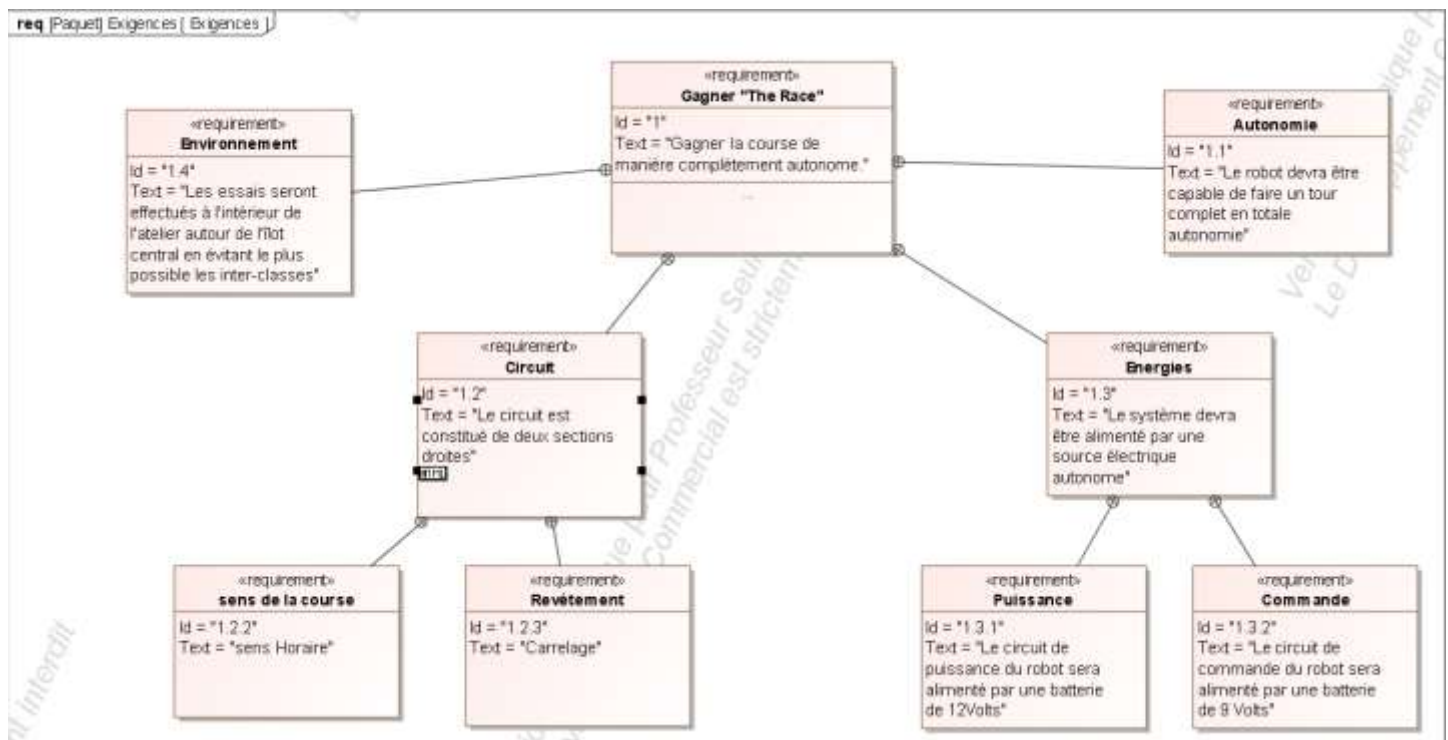 req [Paquet] Exigences [ Exigences ]
«requirement»
Gagner "The Race"
Id = "1"
Text = "Gagner la course de
manière complètement autonome."
...
«requirement»
Environnement
Id = "1.4"
Text = "Les essais seront
effectués à l'intérieur de
l'atelier autour de l'îlot
central en évitant le plus
possible les inter-classes"
«requirement»
Autonomie
Id = "1.1"
Text = "Le robot devra être
capable de faire un tour
complet en totale
autonomie"
«requirement»
Circuit
Id = "1.2"
Text = "Le circuit est
constitué de deux sections
droites"
«requirement»
Energies
Id = "1.3"
Text = "Le système devra
être alimenté par une
source électrique
autonome"
«requirement»
sens de la course
Id = "1.2.2"
Text = "sens Horaire"
«requirement»
Revêtement
Id = "1.2.3"
Text = "Carrelage"
«requirement»
Puissance
Id = "1.3.1"
Text = "Le circuit de
puissance du robot sera
alimenté par une batterie
de 12Volts"
«requirement»
Commande
Id = "1.3.2"
Text = "Le circuit de
commande du robot sera
alimenté par une batterie
de 9 Volts"
Professeur
Commercial est
interdit